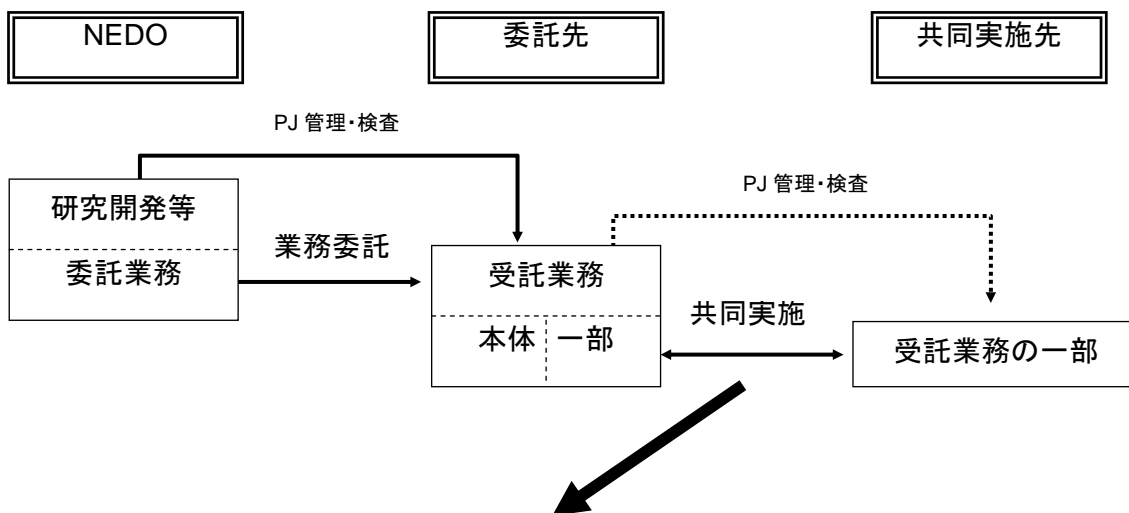 NEDO
委託先
共同実施先
PJ 管理・検査
PJ 管理・検査
研究開発等
委託業務
業務委託
受託業務
本体
一部
共同実施
受託業務の一部